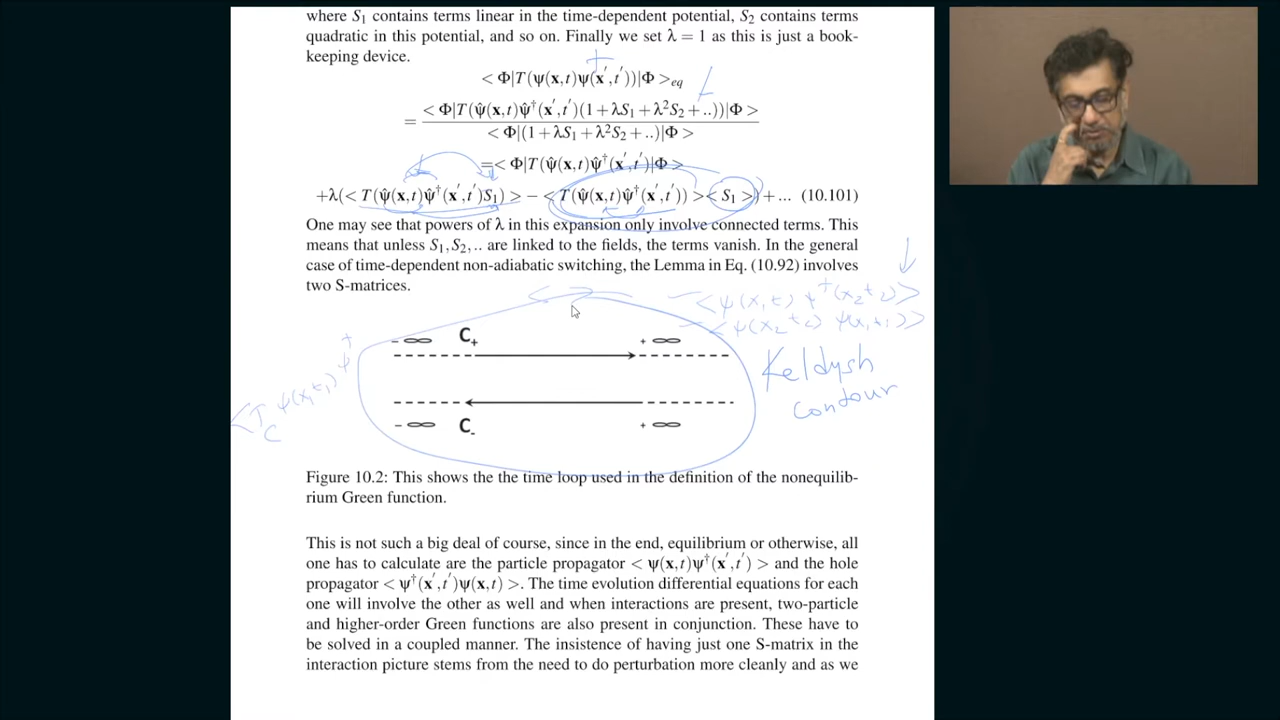 where S₁ contains terms linear in the time-dependent potential, S₂ contains terms
quadratic in this potential, and so on. Finally we set λ = 1 as this is just a book-
keeping device.
< Φ|T(ψ(x,t)ψ(x′,t′))|Φ >eq
†
= < Φ|T(ψ̂(x,t)ψ̂†(x′,t′)(1+λS₁+λ²S₂+..))|Φ >
< Φ|(1+λS₁+λ²S₂+..)|Φ >
=< Φ|T(ψ̂(x,t)ψ̂†(x′,t′)|Φ >
+λ(< T(ψ̂(x,t)ψ̂†(x′,t′)S₁) > − < T(ψ̂(x,t)ψ̂†(x′,t′)) >< S₁ >) + ... (10.101)
One may see that powers of λ in this expansion only involve connected terms. This
means that unless S₁,S₂,.. are linked to the fields, the terms vanish. In the general
case of time-dependent non-adiabatic switching, the Lemma in Eq. (10.92) involves
two S-matrices.
<ψ(x,t) ψ†(x₂t₂)>
<ψ(x₂t₂) ψ(x₁t₁)>
− ∞ C₊ + ∞
Keldysh
contour
<T_C ψ(x₁t₁) ψ†
− ∞ C₋ + ∞
Figure 10.2: This shows the the time loop used in the definition of the nonequilib-
rium Green function.
This is not such a big deal of course, since in the end, equilibrium or otherwise, all
one has to calculate are the particle propagator < ψ(x,t)ψ†(x′,t′) > and the hole
propagator < ψ†(x′,t′)ψ(x,t) >. The time evolution differential equations for each
one will involve the other as well and when interactions are present, two-particle
and higher-order Green functions are also present in conjunction. These have to
be solved in a coupled manner. The insistence of having just one S-matrix in the
interaction picture stems from the need to do perturbation more cleanly and as we